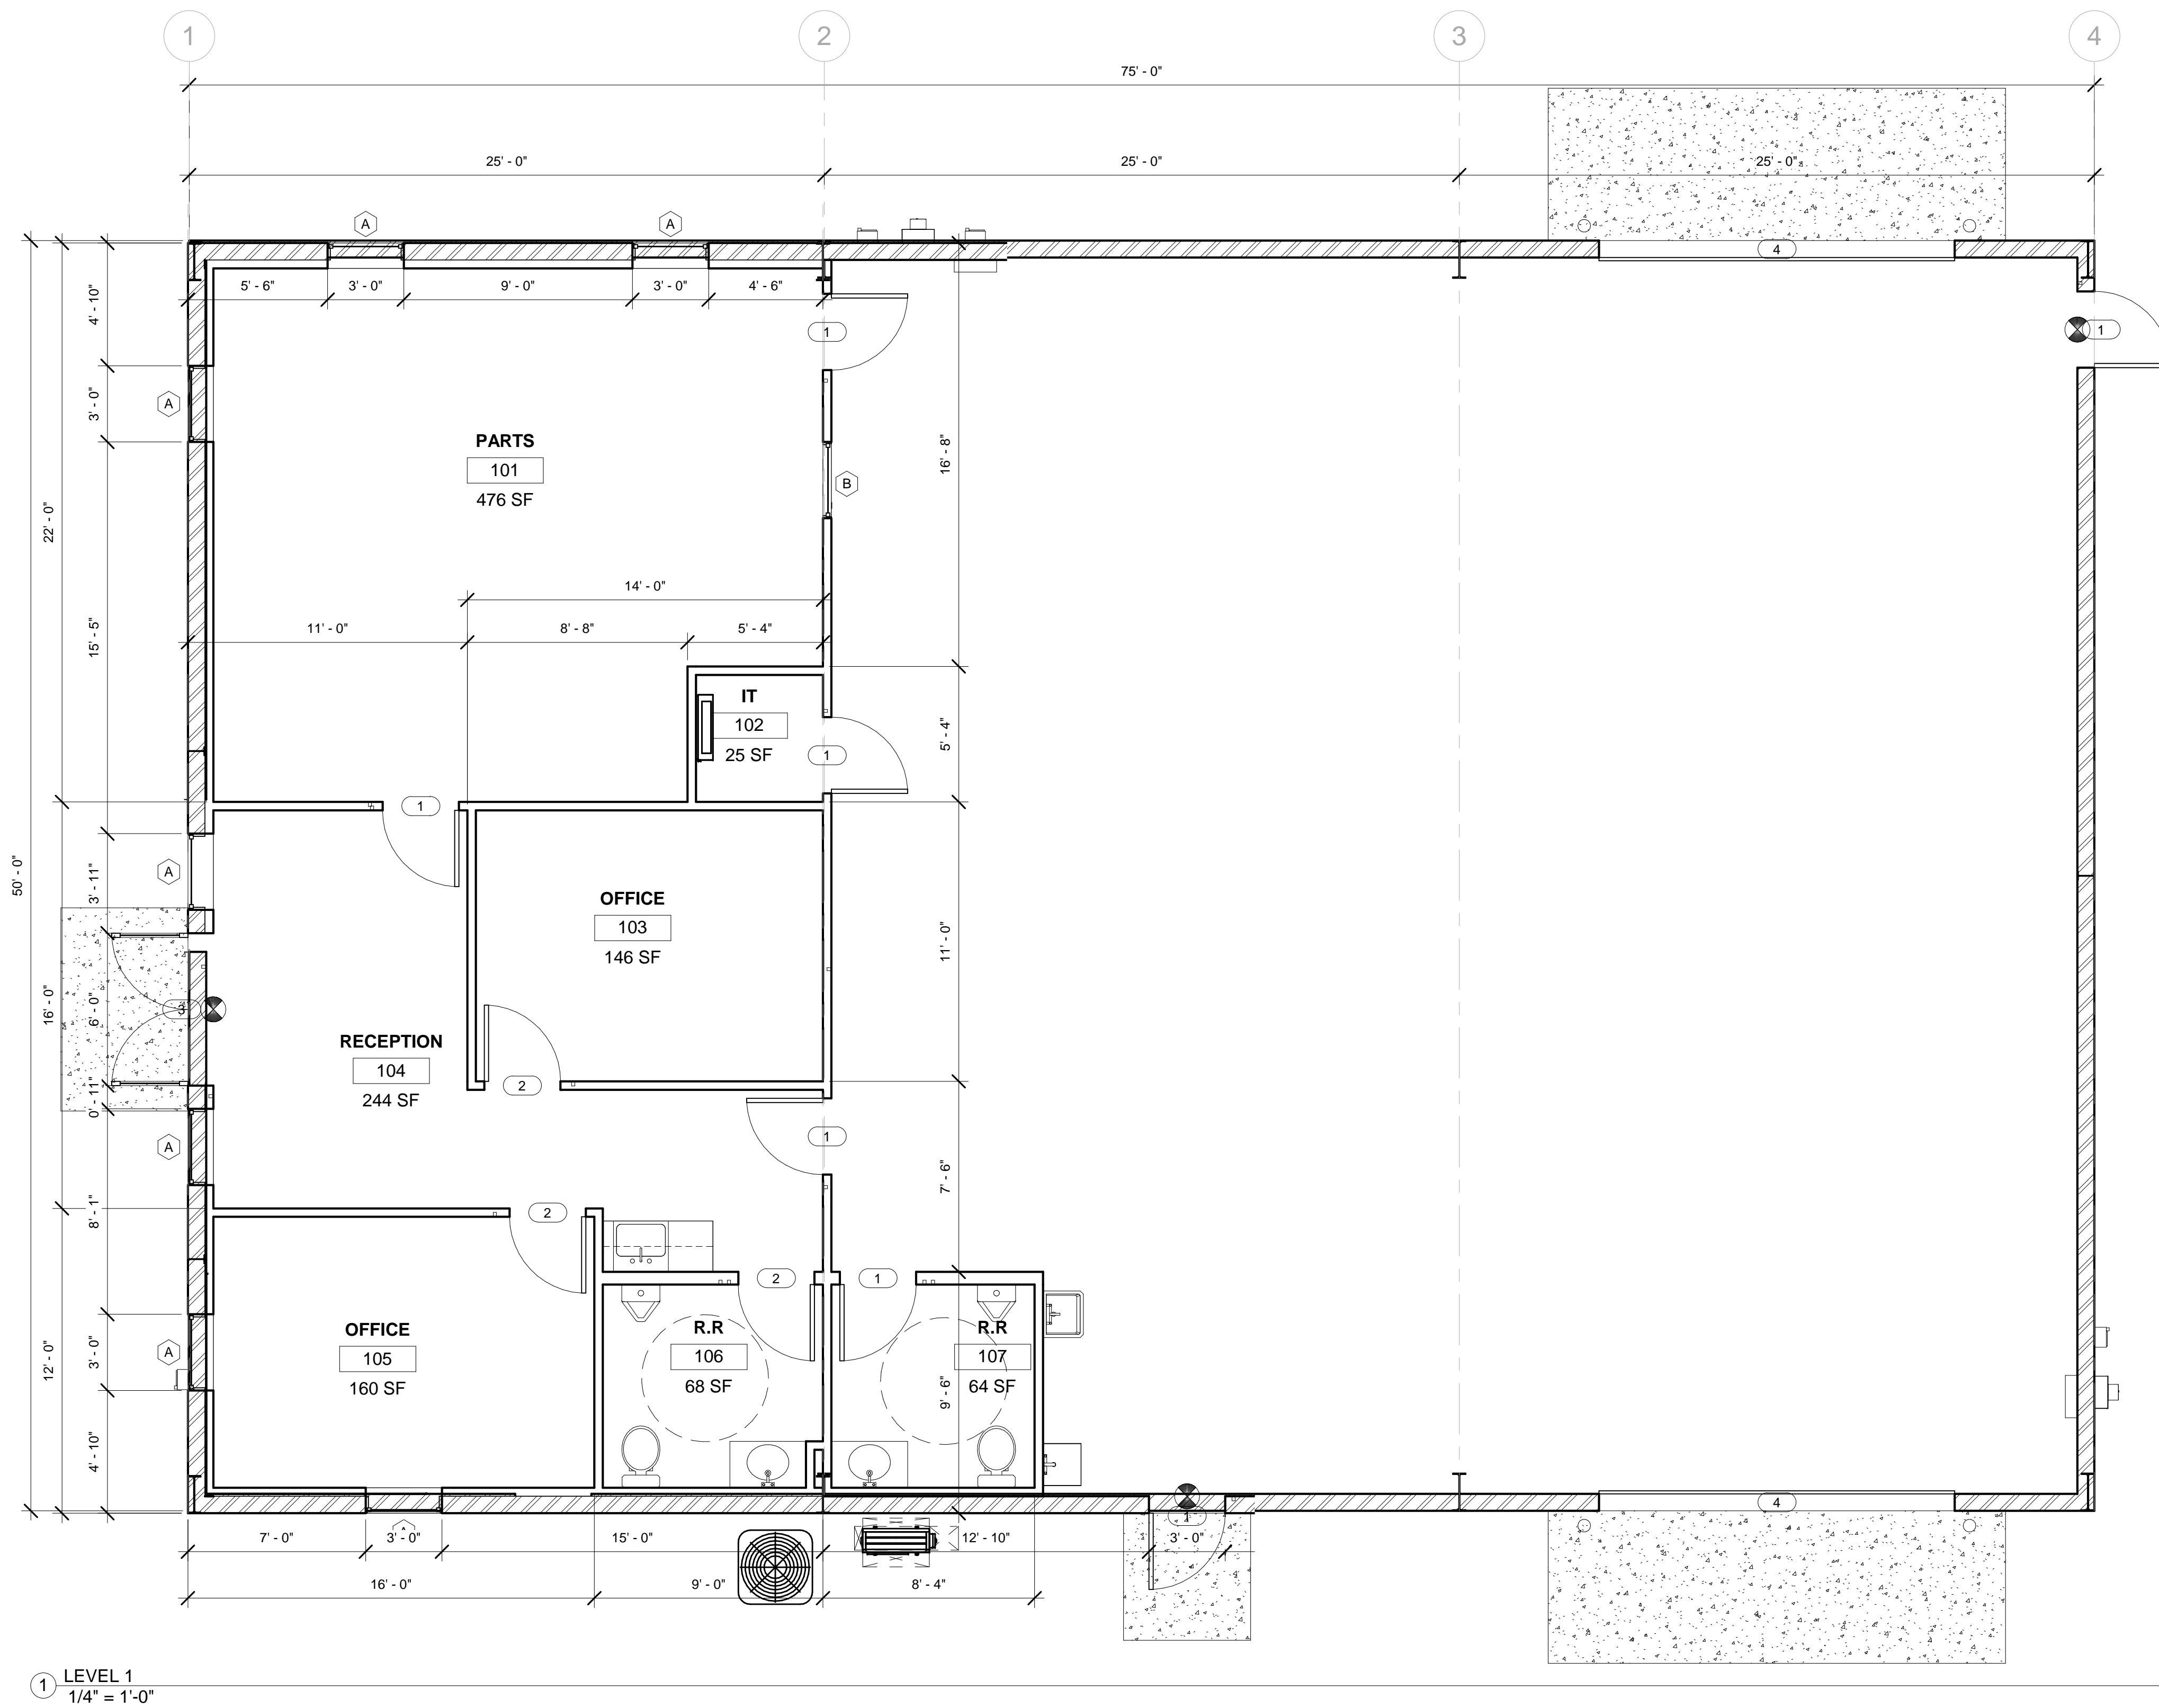 1
2
3
4
75' - 0"
25' - 0"
25' - 0"
25' - 0"
A
A
4
5' - 6"
3' - 0"
9' - 0"
3' - 0"
4' - 6"
4' - 10"
1
1
A
3' - 0"
PARTS
101
476 SF
B
16' - 8"
22' - 0"
14' - 0"
11' - 0"
8' - 8"
5' - 4"
15' - 5"
IT
102
25 SF
1
5' - 4"
1
50' - 0"
A
3' - 11"
OFFICE
103
146 SF
11' - 0"
16' - 0"
6' - 0"
3
RECEPTION
104
244 SF
2
0' - 11"
1
A
7' - 6"
8' - 1"
2
2
1
OFFICE
105
160 SF
R.R
106
68 SF
R.R
107
64 SF
A
3' - 0"
12' - 0"
9' - 6"
4' - 10"
4
1
7' - 0"
3' - 0"
15' - 0"
12' - 10"
3' - 0"
16' - 0"
9' - 0"
8' - 4"
1
LEVEL 1
1/4" = 1'-0"